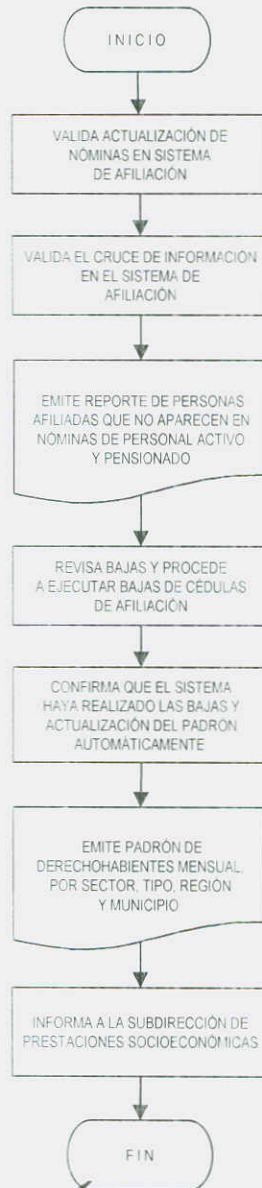 INICIO
VALIDA ACTUALIZACIÓN DE
NÓMINAS EN SISTEMA
DE AFILIACIÓN
VALIDA EL CRUCE DE INFORMACIÓN
EN EL SISTEMA DE
AFILIACIÓN
EMITE REPORTE DE PERSONAS
AFILIADAS QUE NO APARECEN EN
NÓMINAS DE PERSONAL ACTIVO
Y PENSIONADO
REVISA BAJAS Y PROCEDE
A EJECUTAR BAJAS DE CÉDULAS
DE AFILIACIÓN
CONFIRMA QUE EL SISTEMA
HAYA REALIZADO LAS BAJAS Y
ACTUALIZACIÓN DEL PADRON
AUTOMÁTICAMENTE
EMITE PADRÓN DE
DERECHOHABIENTES MENSUAL,
POR SECTOR, TIPO, REGIÓN
Y MUNICIPIO
INFORMA A LA SUBDIRECCIÓN DE
PRESTACIONES SOCIOECONÓMICAS
FIN